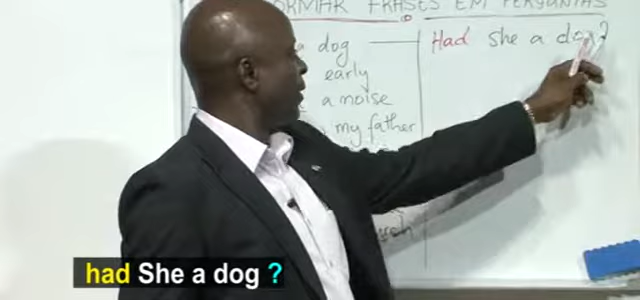 ORMAR FRASES EM PERGUNTAS
a dog
Had she a dog?
early
a noise
my father
had She a dog ?